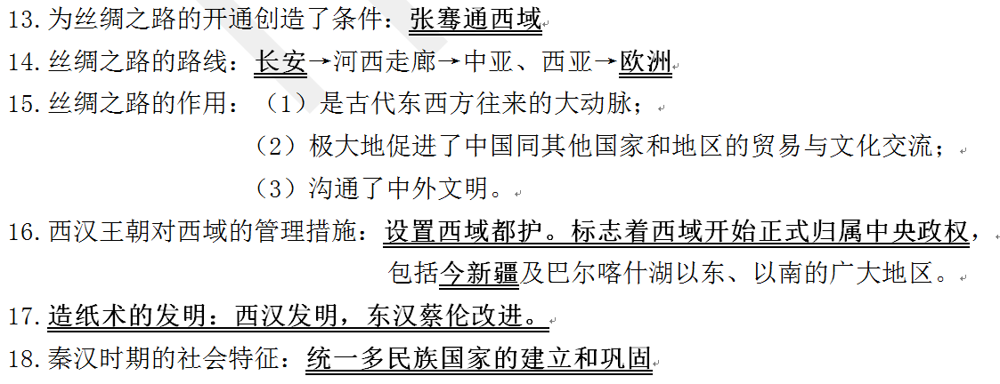 13.为丝绸之路的开通创造了条件：张骞通西域
14.丝绸之路的路线：长安→河西走廊→中亚、西亚→欧洲
15.丝绸之路的作用：（1）是古代东西方往来的大动脉；
（2）极大地促进了中国同其他国家和地区的贸易与文化交流；
（3）沟通了中外文明。
16.西汉王朝对西域的管理措施：设置西域都护。标志着西域开始正式归属中央政权，
包括今新疆及巴尔喀什湖以东、以南的广大地区。
17.造纸术的发明：西汉发明，东汉蔡伦改进。
18.秦汉时期的社会特征：统一多民族国家的建立和巩固